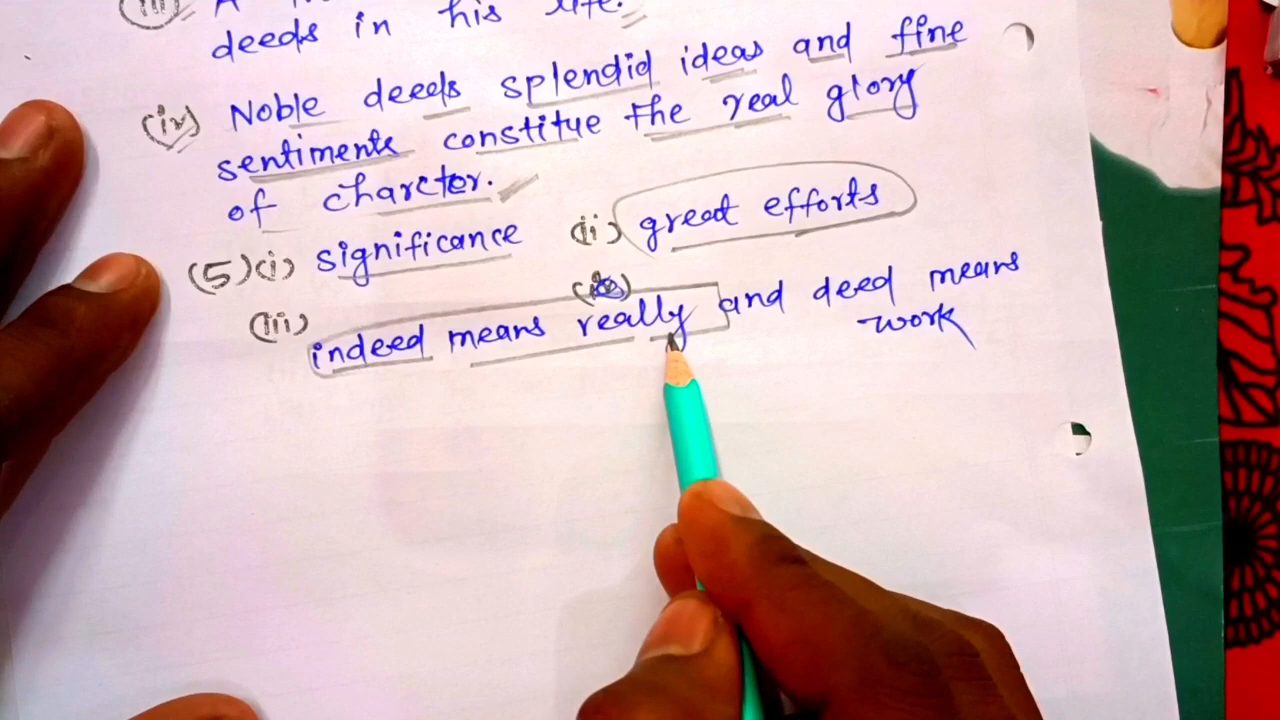 (iii) A
deeds in his life.
(iv) Noble deeds splendid ideas and fine
sentiments constitue the real glory
of charcter.
(5)(i) significance (ii) great efforts
(iii) indeed means really and deed means
work